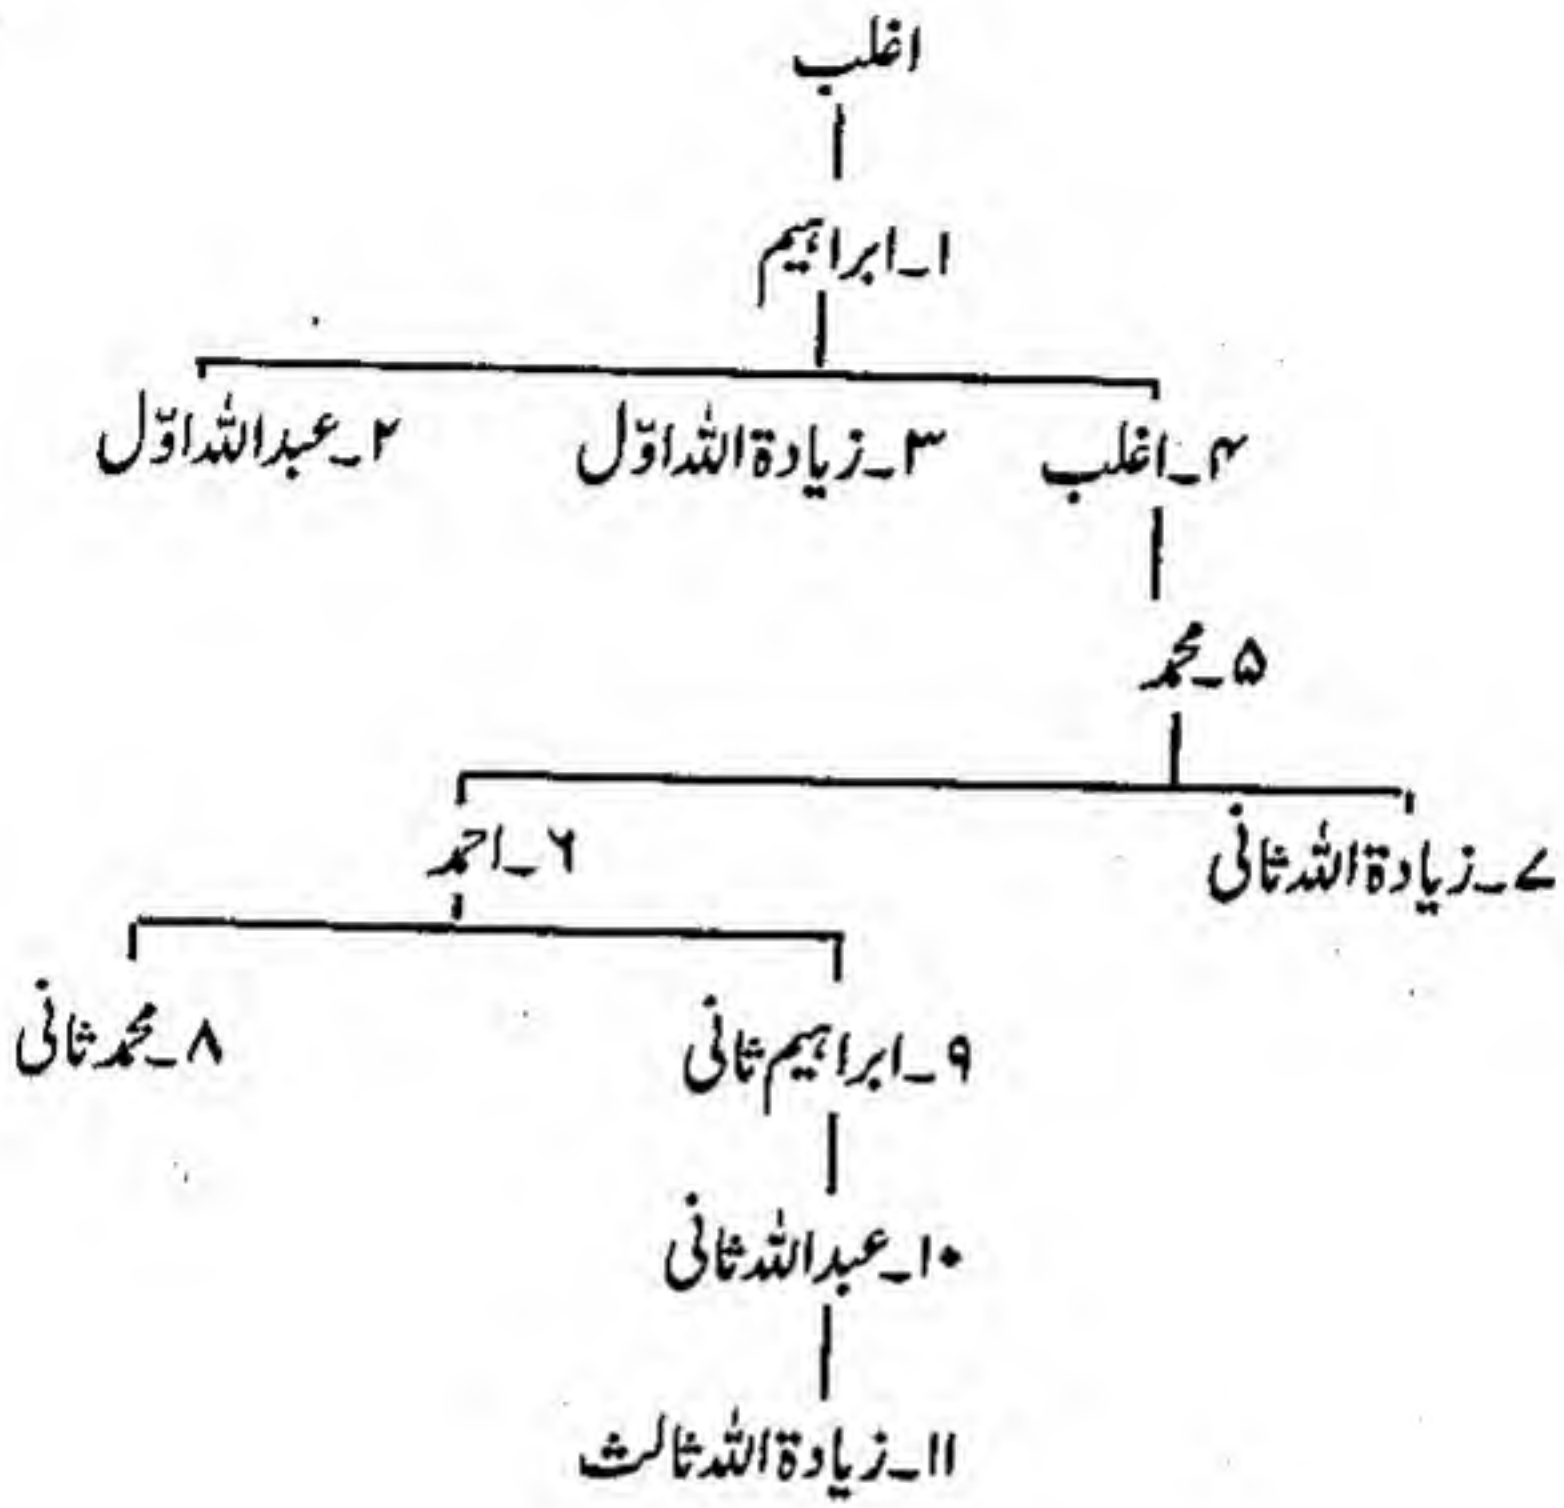 اغلب
۱۔ابراہیم
۴۔اغلب ۳۔زیادۃ اللہ اوّل ۲۔عبداللہ اوّل
۵۔محمد
۷۔زیادۃ اللہ ثانی ۶۔احمد
۹۔ابراہیم ثانی ۸۔محمد ثانی
۱۰۔عبداللہ ثانی
۱۱۔زیادۃ اللہ ثالث